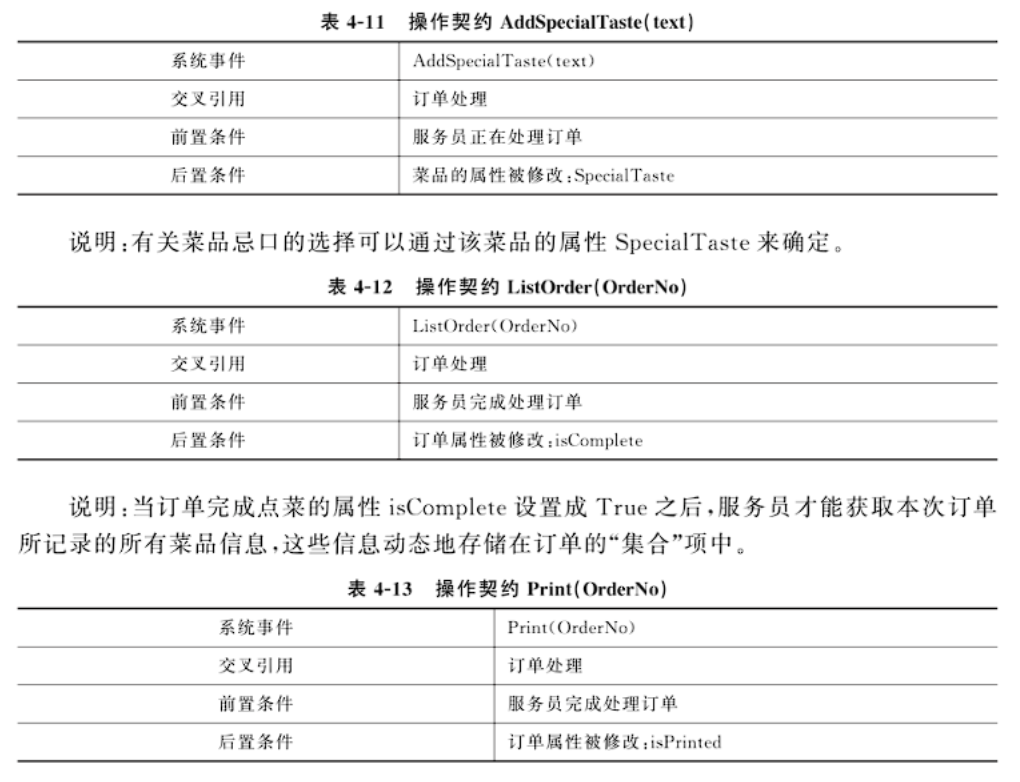 表 4-11 操作契约 AddSpecialTaste(text)
系统事件 AddSpecialTaste(text)
交叉引用 订单处理
前置条件 服务员正在处理订单
后置条件 菜品的属性被修改:SpecialTaste
说明:有关菜品忌口的选择可以通过该菜品的属性 SpecialTaste 来确定。
表 4-12 操作契约 ListOrder(OrderNo)
系统事件 ListOrder(OrderNo)
交叉引用 订单处理
前置条件 服务员完成处理订单
后置条件 订单属性被修改:isComplete
说明:当订单完成点菜的属性 isComplete 设置成 True 之后,服务员才能获取本次订单
所记录的所有菜品信息,这些信息动态地存储在订单的“集合”项中。
表 4-13 操作契约 Print(OrderNo)
系统事件 Print(OrderNo)
交叉引用 订单处理
前置条件 服务员完成处理订单
后置条件 订单属性被修改:isPrinted